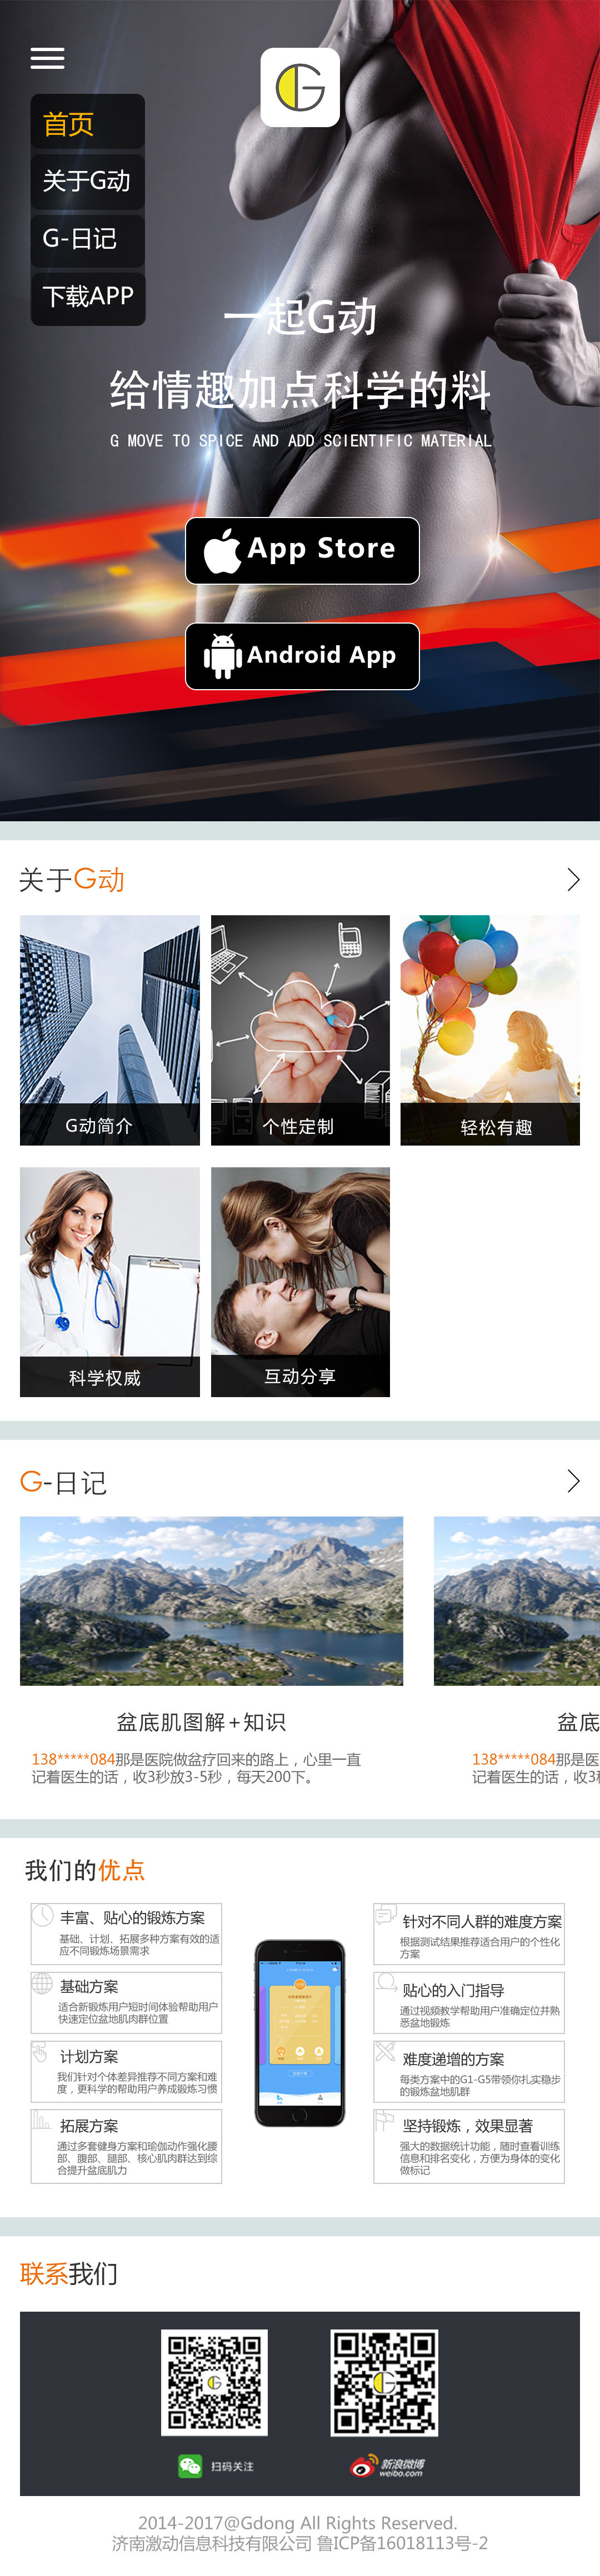 首页
关于G动
G-日记
下载APP
一起G动
给情趣加点科学的料
G MOVE TO SPICE AND ADD SCIENTIFIC MATERIAL
App Store
Android App
关于G动
G动简介
个性定制
轻松有趣
科学权威
互动分享
G-日记
盆底肌图解+知识
138*****084那是医院做盆疗回来的路上，心里一直
记着医生的话，收3秒放3-5秒，每天200下。
盆底
138*****084那是医
记着医生的话，收3秒
我们的优点
丰富、贴心的锻炼方案
基础、计划、拓展多种方案有效的适
应不同锻炼场景需求
基础方案
适合新锻炼用户短时间体验帮助用户
快速定位盆地肌肉群位置
计划方案
我们针对个体差异推荐不同方案和难
度，更科学的帮助用户养成锻炼习惯
拓展方案
通过多套健身方案和瑜伽动作强化腰
部、腹部、腿部、核心肌肉群达到综
合提升盆底肌力
针对不同人群的难度方案
根据测试结果推荐适合用户的个性化
方案
贴心的入门指导
通过视频教学帮助用户准确定位并熟
悉盆地锻炼
难度递增的方案
每类方案中的G1-G5带领你扎实稳步
的锻炼盆地肌群
坚持锻炼，效果显著
强大的数据统计功能，随时查看训练
信息和排名变化，方便为身体的变化
做标记
联系我们
扫码关注
新浪微博
weibo.com
2014-2017@Gdong All Rights Reserved.
济南激动信息科技有限公司 鲁ICP备16018113号-2